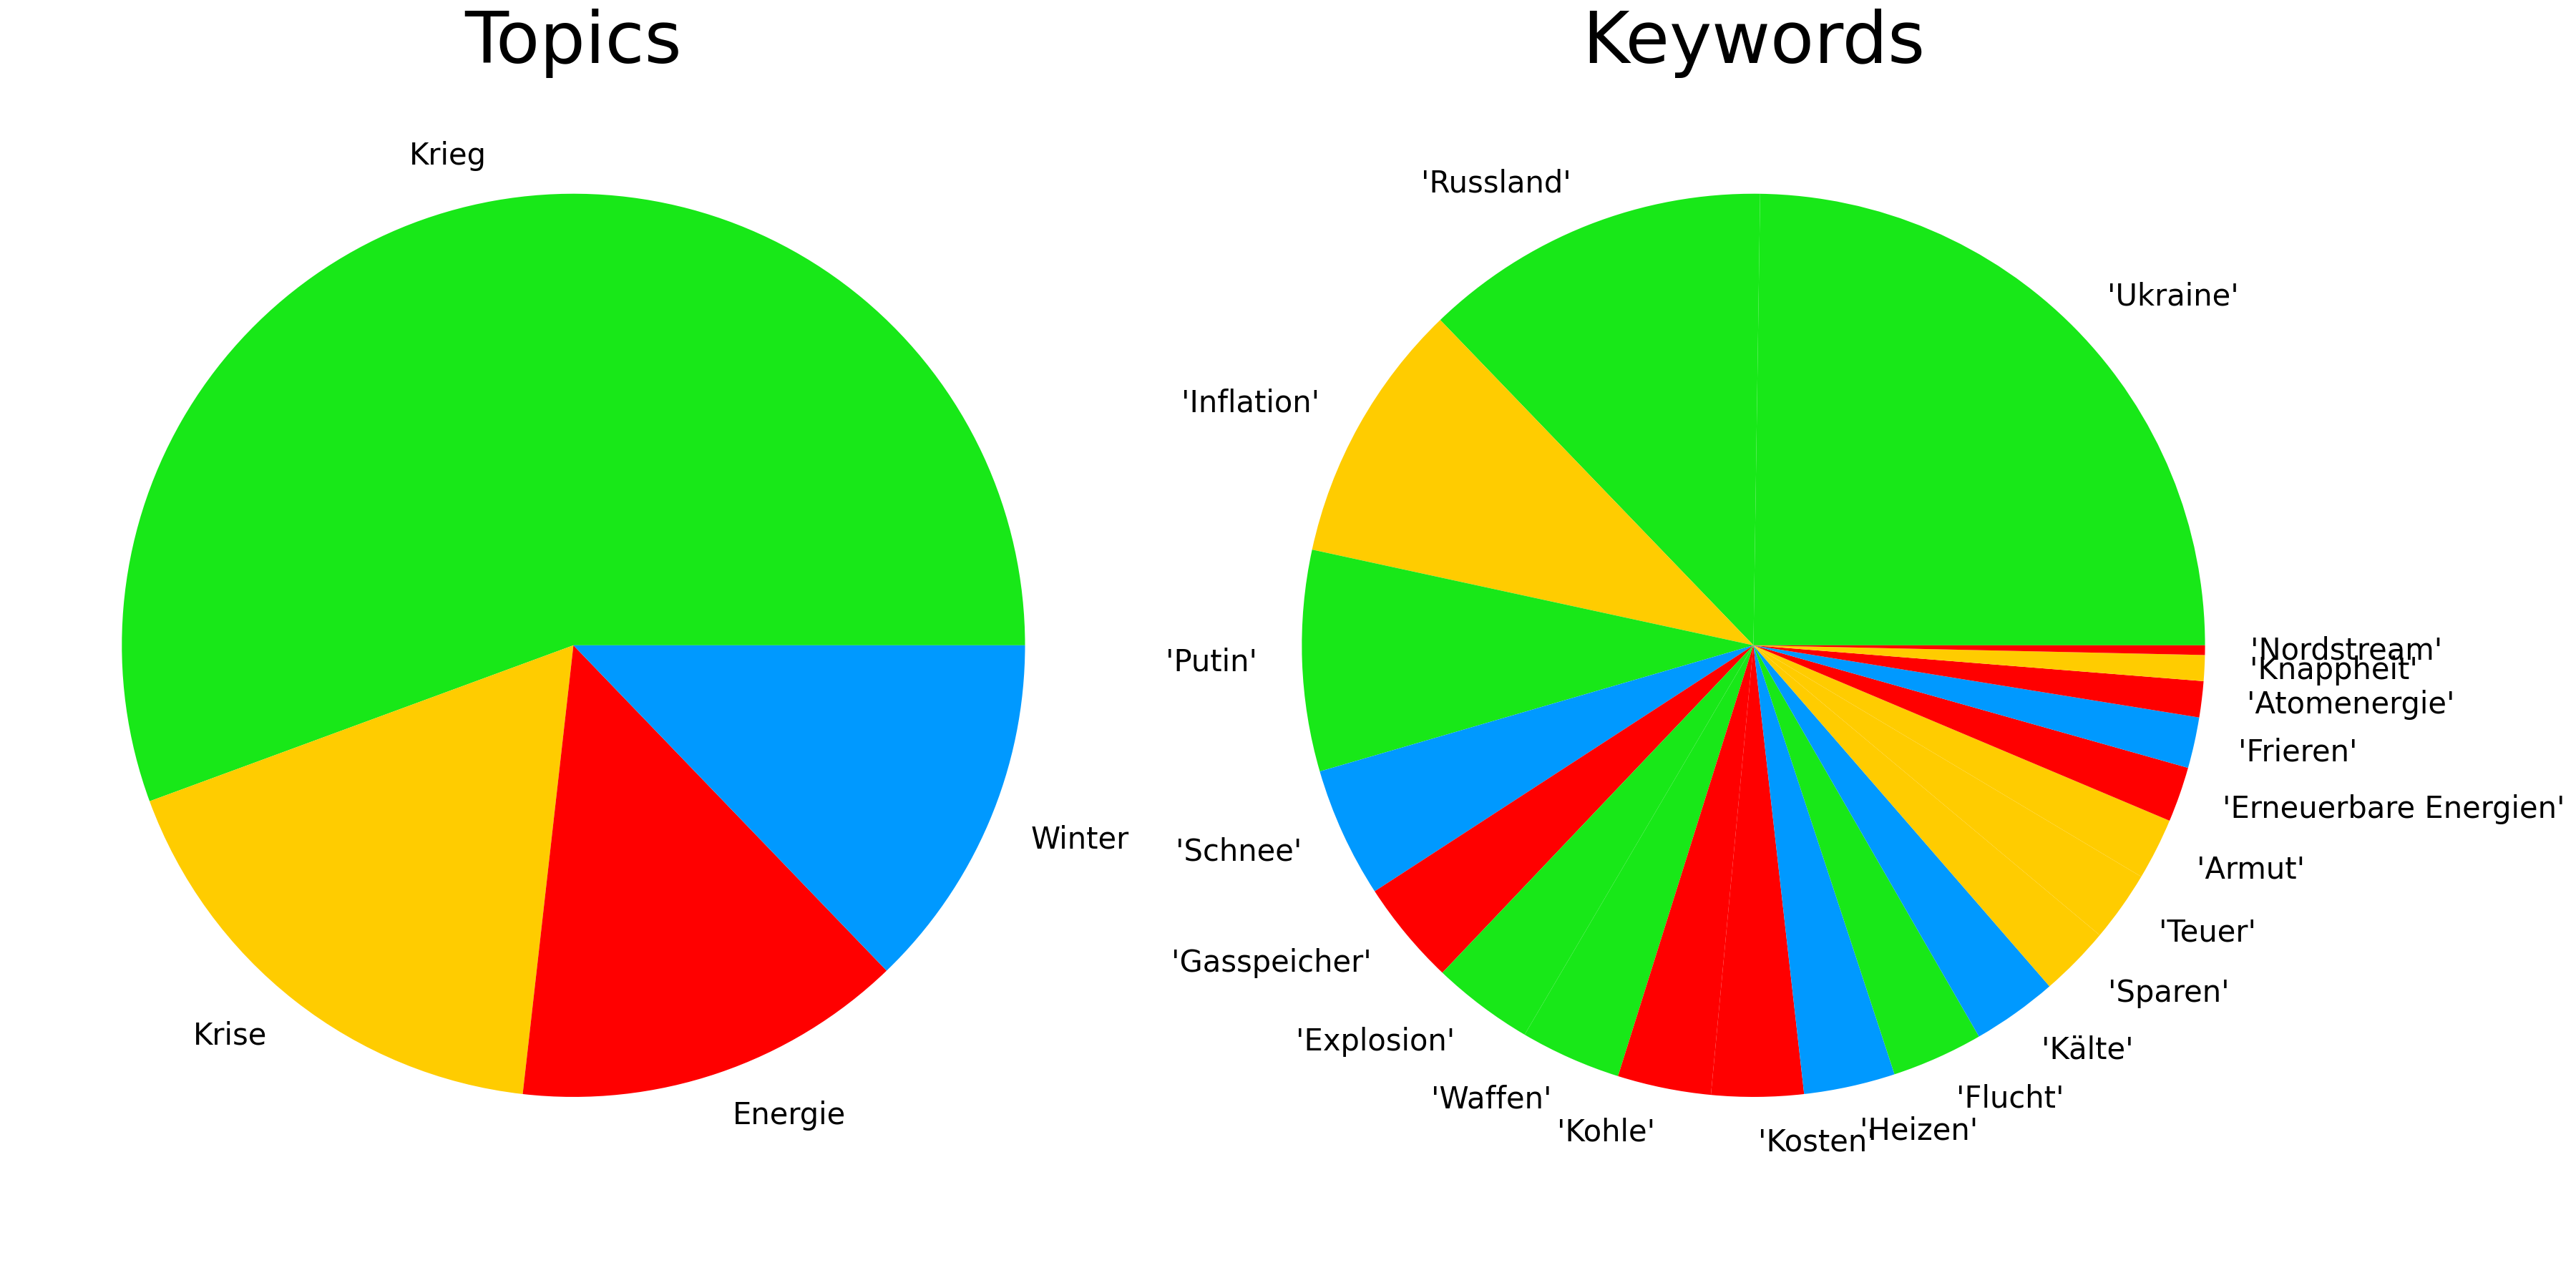 Topics
Krieg
Krise
Energie
Winter
Keywords
'Ukraine'
'Russland'
'Inflation'
'Putin'
'Schnee'
'Gasspeicher'
'Explosion'
'Waffen'
'Kohle'
'Kosten'
'Heizen'
'Flucht'
'Kälte'
'Sparen'
'Teuer'
'Armut'
'Erneuerbare Energien'
'Frieren'
'Atomenergie'
'Knappheit'
'Nordstream'